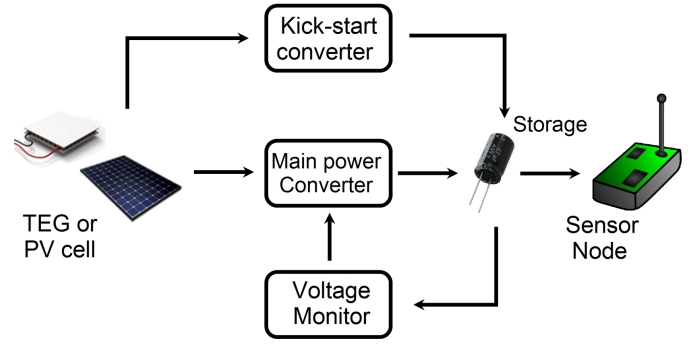 Kick-start
converter
Storage
Main power
Converter
TEG or
PV cell
Sensor
Node
Voltage
Monitor